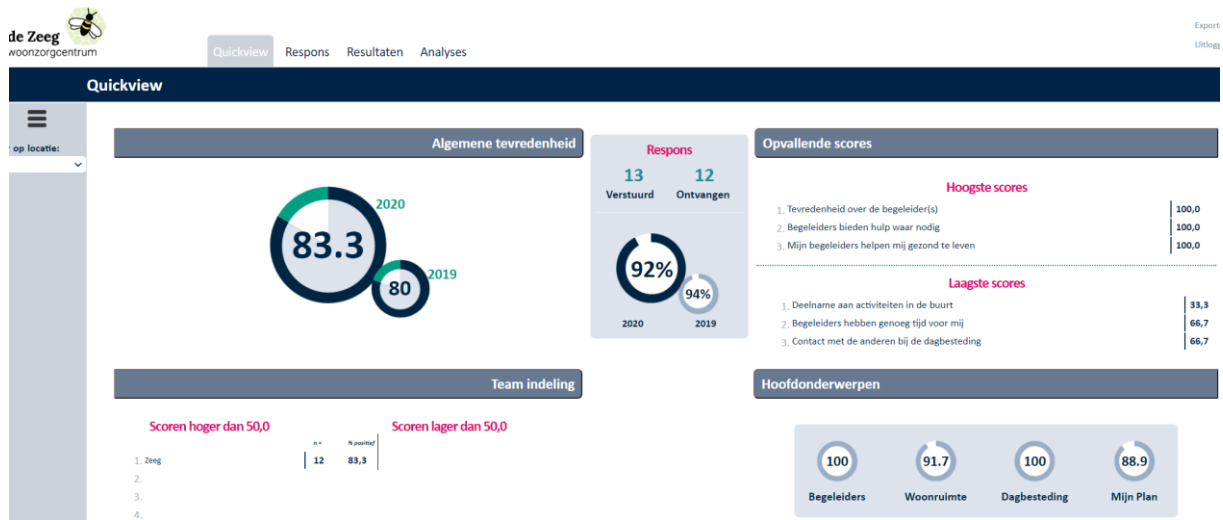 de Zeeg
woonzorgcentrum
Quickview Respons Resultaten Analyses
Quickview
op locatie:
Algemene tevredenheid
2020
83.3
2019
80
Respons
13 12
Verstuurd Ontvangen
92%
94%
2020 2019
Opvallende scores
Hoogste scores
1. Tevredenheid over de begeleider(s) 100,0
2. Begeleiders bieden hulp waar nodig 100,0
3. Mijn begeleiders helpen mij gezond te leven 100,0
Laagste scores
1. Deelname aan activiteiten in de buurt 33,3
2. Begeleiders hebben genoeg tijd voor mij 66,7
3. Contact met de anderen bij de dagbesteding 66,7
Team indeling
Scoren hoger dan 50,0 Scoren lager dan 50,0
n = % positief
1. Zeeg 12 83,3
2.
3.
4.
Hoofdonderwerpen
100 91.7 100 88.9
Begeleiders Woonruimte Dagbesteding Mijn Plan